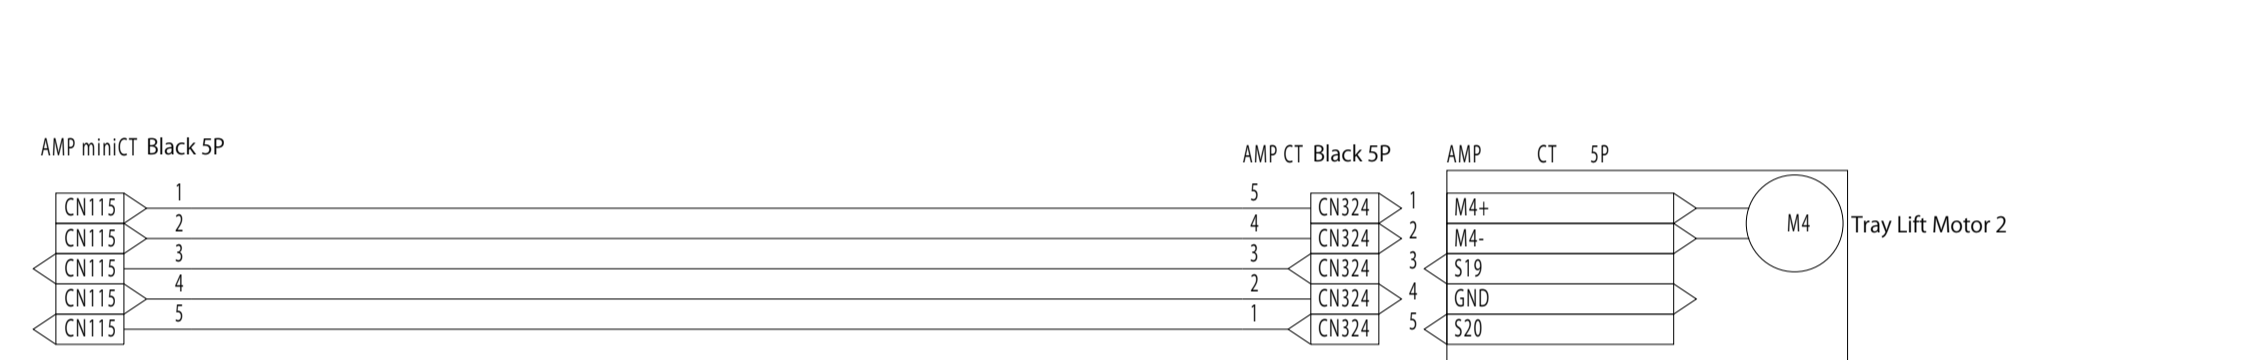 AMP miniCT Black 5P
AMP CT Black 5P
AMP CT 5P
CN115 1 5 CN324 1 M4+
CN115 2 4 CN324 2 M4-
M4 Tray Lift Motor 2
CN115 3 3 CN324 3 S19
CN115 4 2 CN324 4 GND
CN115 5 1 CN324 5 S20